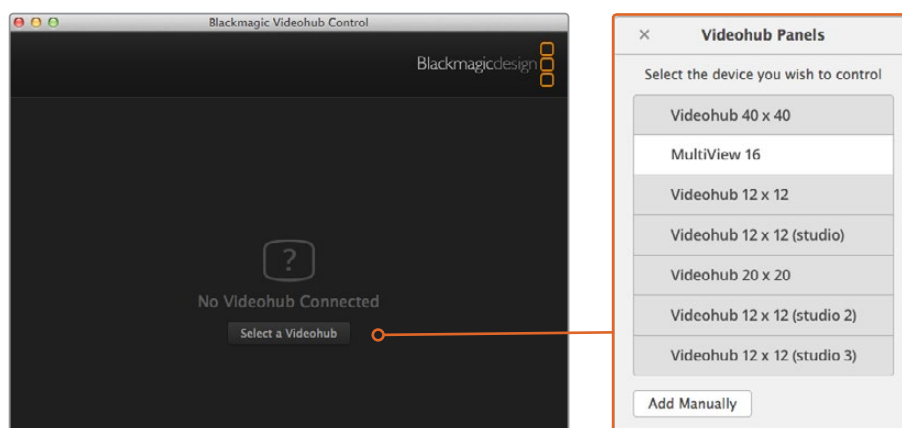 Blackmagic Videohub Control
Blackmagicdesign
?
No Videohub Connected
Select a Videohub
Videohub Panels
Select the device you wish to control
Videohub 40 x 40
MultiView 16
Videohub 12 x 12
Videohub 12 x 12 (studio)
Videohub 20 x 20
Videohub 12 x 12 (studio 2)
Videohub 12 x 12 (studio 3)
Add Manually